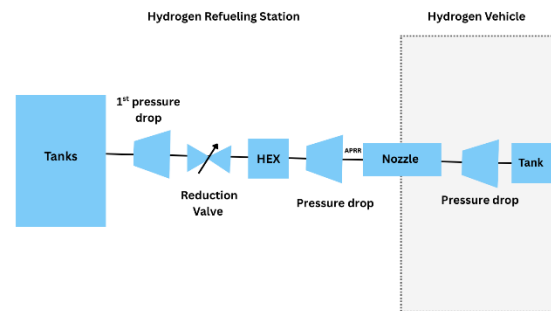 Hydrogen Refueling Station
Hydrogen Vehicle
1st pressure
drop
Tanks
Reduction
Valve
HEX
Pressure drop
APRR
Nozzle
Pressure drop
Tank